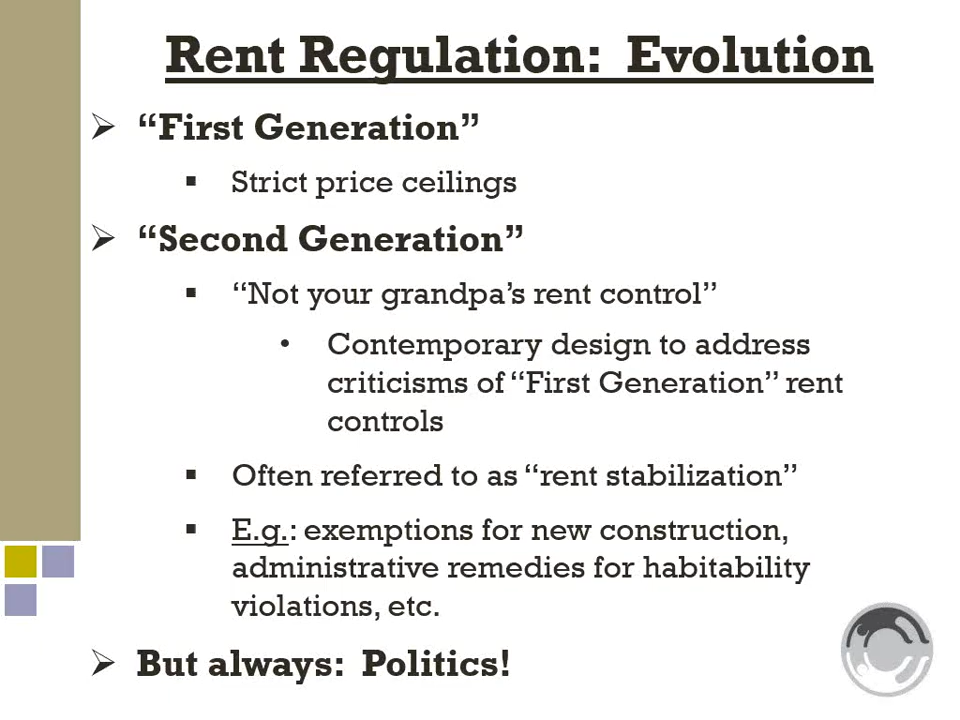 Rent Regulation: Evolution
“First Generation”
Strict price ceilings
“Second Generation”
“Not your grandpa’s rent control”
Contemporary design to address
criticisms of “First Generation” rent
controls
Often referred to as “rent stabilization”
E.g.: exemptions for new construction,
administrative remedies for habitability
violations, etc.
But always: Politics!